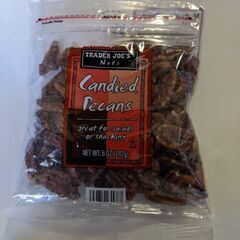 TRADER JOE'S
Nuts
Candied
Pecans
great for salads
or snacking
NET WT. 5 OZ (142g)